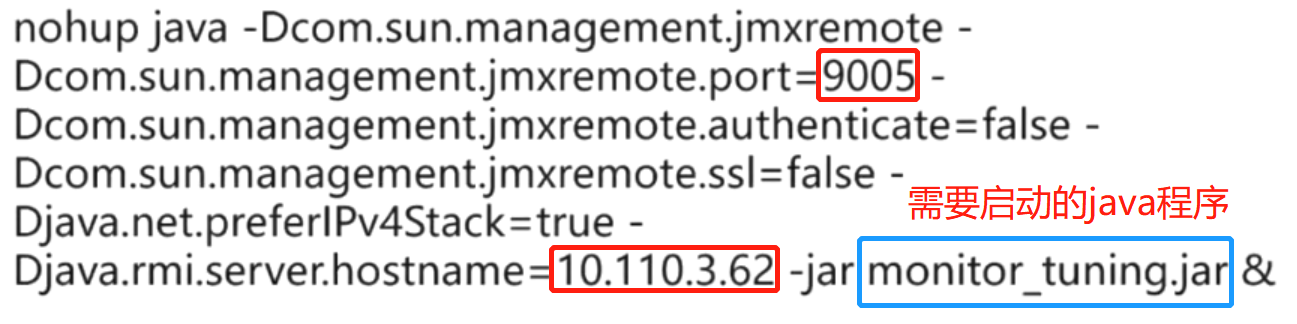 nohup java -Dcom.sun.management.jmxremote -
Dcom.sun.management.jmxremote.port=9005 -
Dcom.sun.management.jmxremote.authenticate=false -
Dcom.sun.management.jmxremote.ssl=false -
需要启动的java程序
Djava.net.preferIPv4Stack=true -
Djava.rmi.server.hostname=10.110.3.62 -jar monitor_tuning.jar &